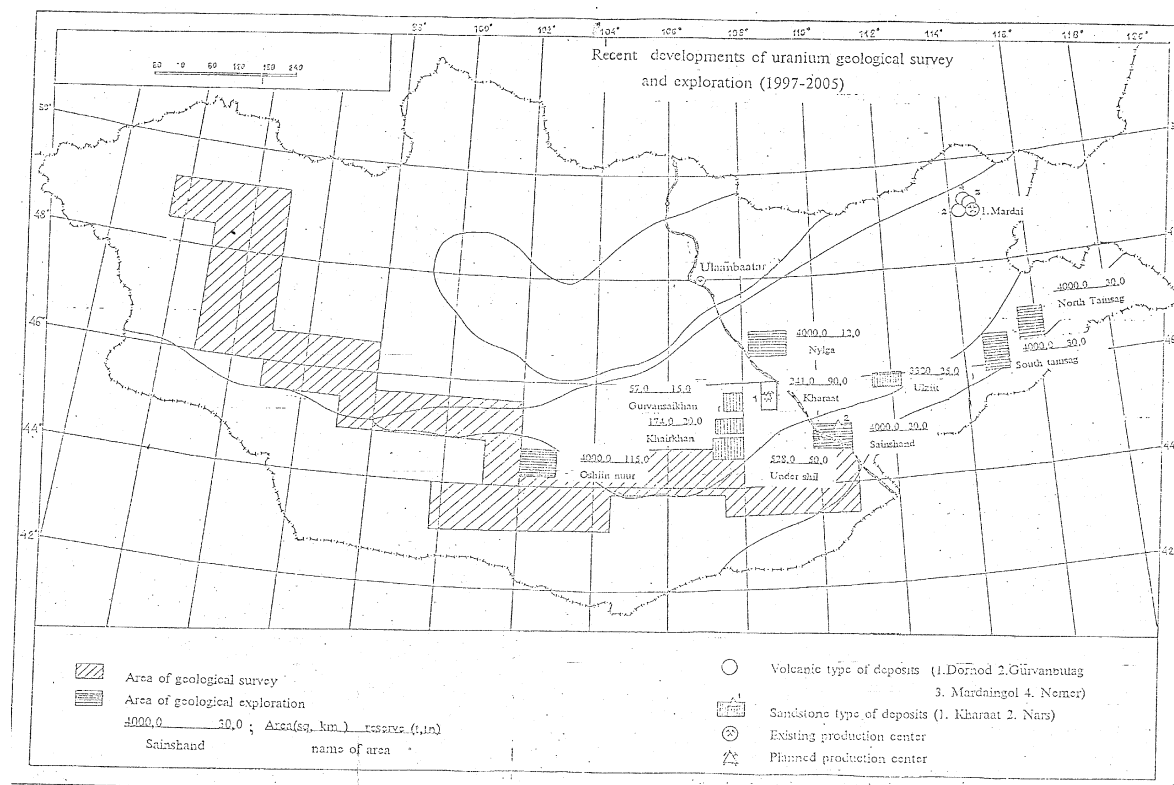 98° 100° 102° 104° 106° 108° 110° 112° 114° 116° 118° 120°
Recent developments of uranium geological survey
and exploration (1997-2005)
48°
46°
44°
42°
1.Mardai
Ulaanbaatar
4000.0 30.0
North Tamsag
4000.0 12.0
Nylga
4000.0 30.0
South tamsag
3320 25.0
Ulziit
57.0 15.0
Gurvansaikhan
241.0 90.0
Kharaat
174.0 20.0
Khairkhan
4000.0 20.0
Sainshand
4000.0 115.0
Oshiin nuur
528.0 50.0
Under shil
46
44
42
Area of geological survey
Area of geological exploration
4000.0 30.0 ; Area(sq. km ) reserve (t.tn)
Sainshand name of area
Volcanic type of deposits (1.Dornod 2.Gurvanbulag
3. Mardaingol 4. Nemer)
Sandstone type of deposits (1. Kharaat 2. Nars)
Existing production center
Planned production center